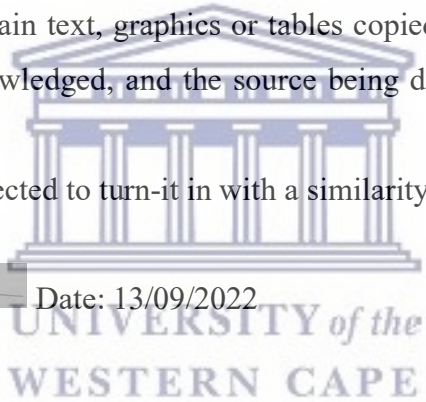 ain text, graphics or tables copied
wledged, and the source being d
ected to turn-it in with a similarity
Date: 13/09/2022
UNIVERSITY of the
WESTERN CAPE